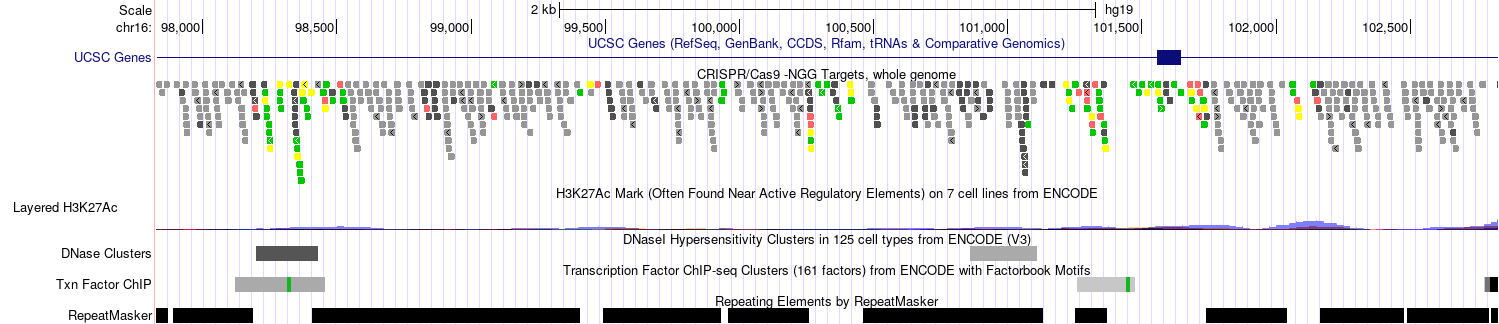 Scale 2 kb hg19
chr16: 98,000 98,500 99,000 99,500 100,000 100,500 101,000 101,500 102,000 102,500
UCSC Genes (RefSeq, GenBank, CCDS, Rfam, tRNAs & Comparative Genomics)
UCSC Genes
CRISPR/Cas9 -NGG Targets, whole genome
H3K27Ac Mark (Often Found Near Active Regulatory Elements) on 7 cell lines from ENCODE
Layered H3K27Ac
DNaseI Hypersensitivity Clusters in 125 cell types from ENCODE (V3)
DNase Clusters
Transcription Factor ChIP-seq Clusters (161 factors) from ENCODE with Factorbook Motifs
Txn Factor ChIP
Repeating Elements by RepeatMasker
RepeatMasker